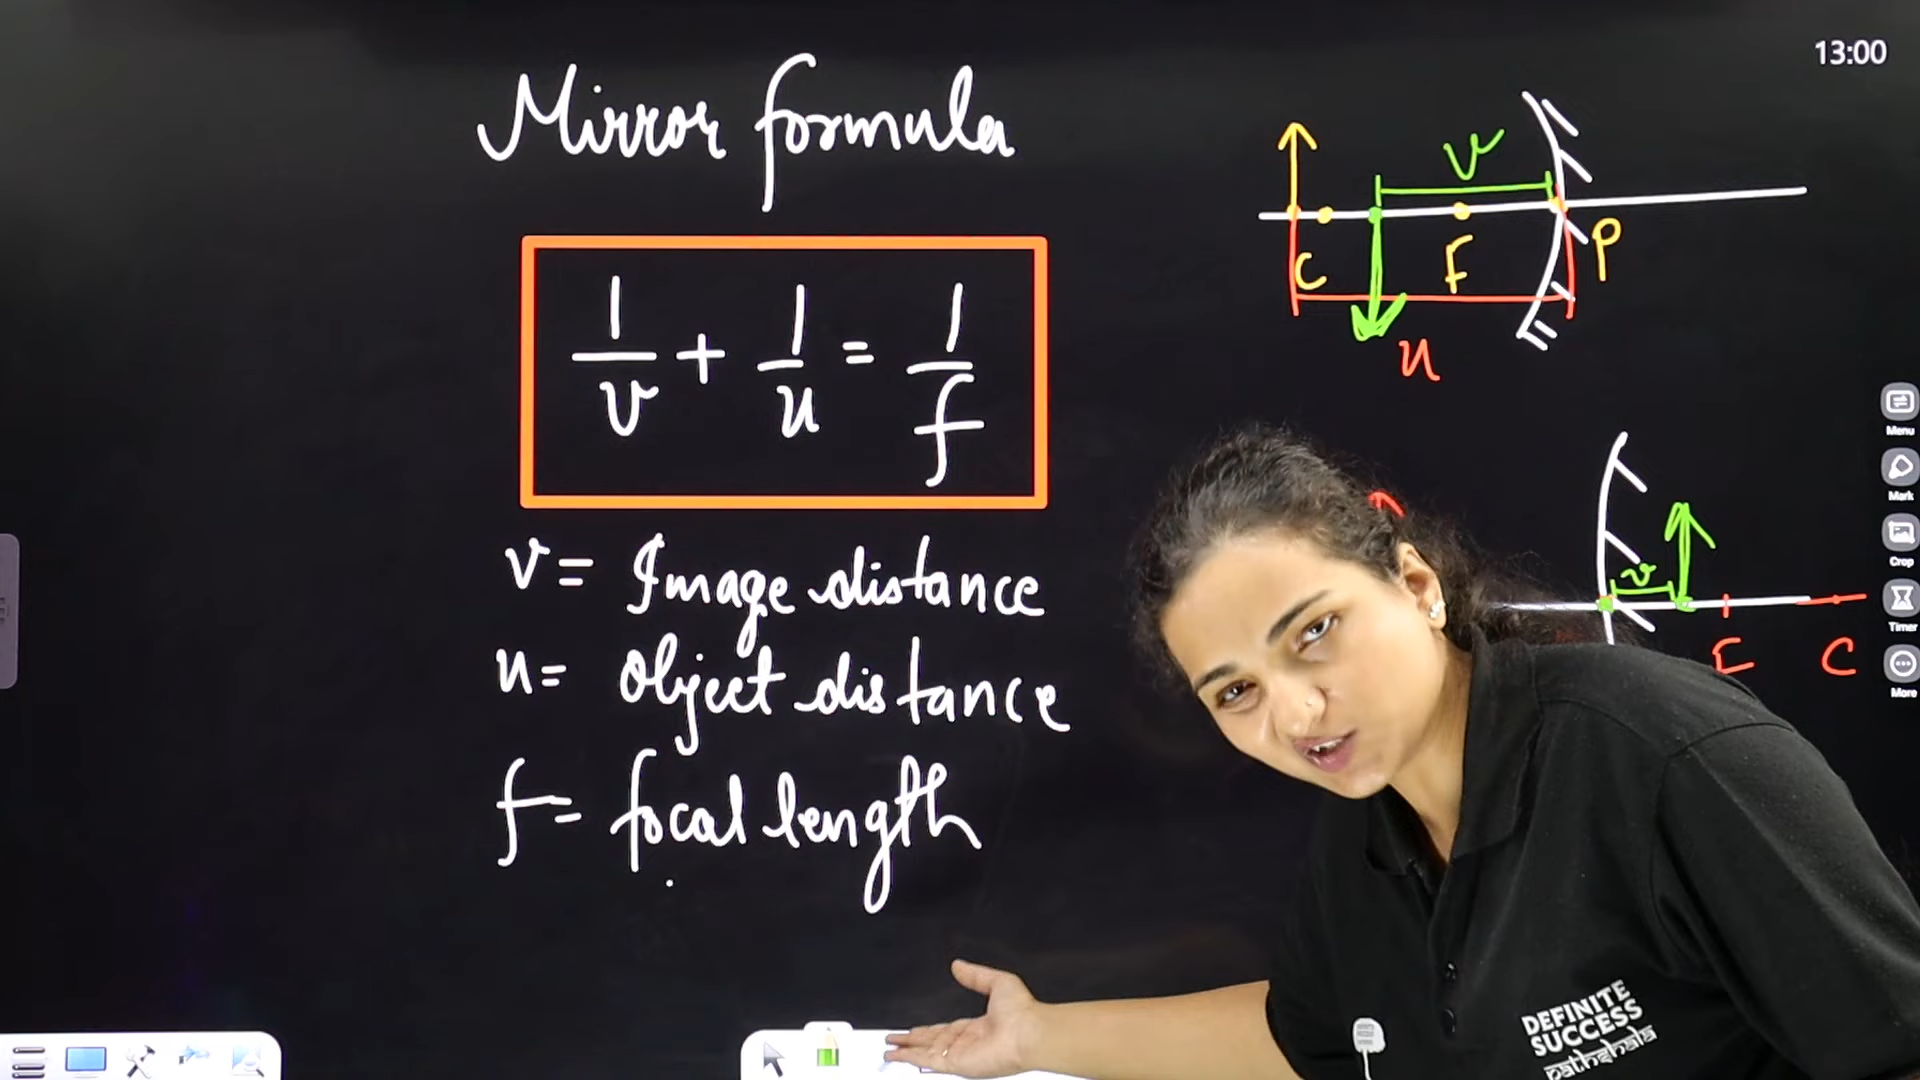 13:00
Mirror formula
1/v + 1/u = 1/f
v = Image distance
u = Object distance
f = focal length
v
C
F
P
u
v
F
C
Menu
Mark
Crop
Timer
More
DEFINITE
SUCCESS
pathshala